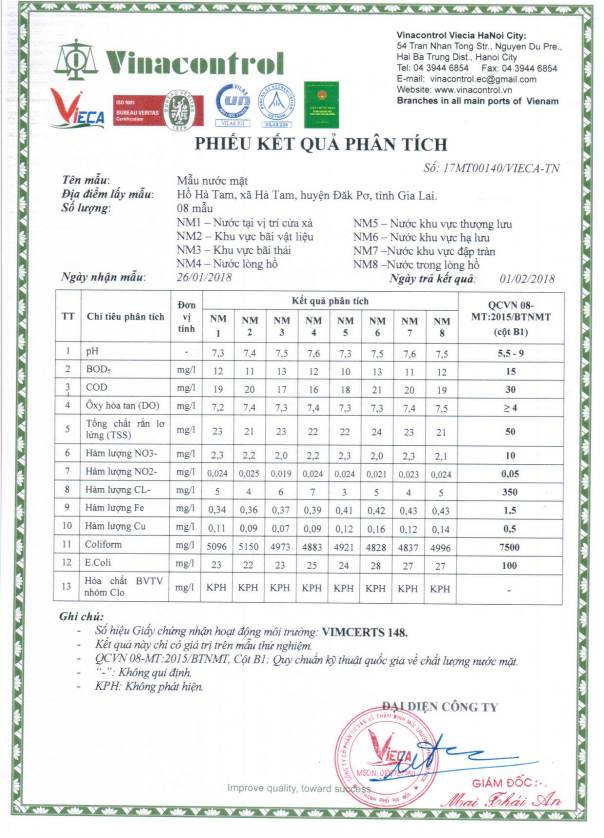 Vinacontrol
Vinacontrol Viecia HaNoi City:
54 Tran Nhan Tong Str., Nguyen Du Pre.,
Hai Ba Trung Dist., Hanoi City
Tel: 04 3944 6854 Fax: 04 3944 6854
E-mail: vinacontrol.ec@gmail.com
Website: www.vinacontrol.vn
Branches in all main ports of Vienam
VIECA
ISO 9001
BUREAU VERITAS
Certification
PHIẾU KẾT QUẢ PHÂN TÍCH
Số: 17MT00140/VIECA-TN
Tên mẫu: Mẫu nước mặt
Địa điểm lấy mẫu: Hồ Hà Tam, xã Hà Tam, huyện Đăk Pơ, tỉnh Gia Lai.
Số lượng: 08 mẫu
NM1 – Nước tại vị trí cửa xả NM5 – Nước khu vực thượng lưu
NM2 – Khu vực bãi vật liệu NM6 – Nước khu vực hạ lưu
NM3 – Khu vực bãi thải NM7 –Nước khu vực đập tràn
NM4 – Nước lòng hồ NM8 –Nước trong lòng hồ
Ngày nhận mẫu: 26/01/2018 Ngày trả kết quả: 01/02/2018
TT Chỉ tiêu phân tích Đơn vị tính Kết quả phân tích QCVN 08-MT:2015/BTNMT (cột B1)
NM 1 NM 2 NM 3 NM 4 NM 5 NM 6 NM 7 NM 8
1 pH - 7,3 7,4 7,5 7,6 7,3 7,5 7,6 7,5 5,5 - 9
2 BOD5 mg/l 12 11 13 12 10 13 11 12 15
3 COD mg/l 19 20 17 16 18 21 20 19 30
4 Ôxy hòa tan (DO) mg/l 7,2 7,4 7,3 7,4 7,3 7,3 7,4 7,5 ≥ 4
5 Tổng chất rắn lơ lửng (TSS) mg/l 23 21 23 22 22 24 23 21 50
6 Hàm lượng NO3- mg/l 2,3 2,2 2,0 2,2 2,0 2,2 2,3 2,1 10
7 Hàm lượng NO2- mg/l 0,024 0,025 0,019 0,024 0,024 0,021 0,023 0,024 0,05
8 Hàm lượng CL- mg/l 5 4 6 7 3 5 4 5 350
9 Hàm lượng Fe mg/l 0,34 0,36 0,37 0,39 0,41 0,42 0,43 0,43 1,5
10 Hàm lượng Cu mg/l 0,11 0,09 0,07 0,09 0,12 0,16 0,12 0,14 0,5
11 Coliform mg/l 5096 5150 4973 4883 4921 4828 4837 4996 7500
12 E.Coli mg/l 23 22 23 25 24 28 27 27 100
13 Hóa chất BVTV nhóm Clo mg/l KPH KPH KPH KPH KPH KPH KPH KPH -
Ghi chú:
- Số hiệu Giấy chứng nhận hoạt động môi trường: VIMCERTS 148.
- Kết quả này chỉ có giá trị trên mẫu thử nghiệm.
- QCVN 08-MT:2015/BTNMT, Cột B1: Quy chuẩn kỹ thuật quốc gia về chất lượng nước mặt.
- "-": Không qui định.
- KPH: Không phát hiện.
ĐẠI DIỆN CÔNG TY
VIECA
Improve quality, toward success
GIÁM ĐỐC
Mai Thái An